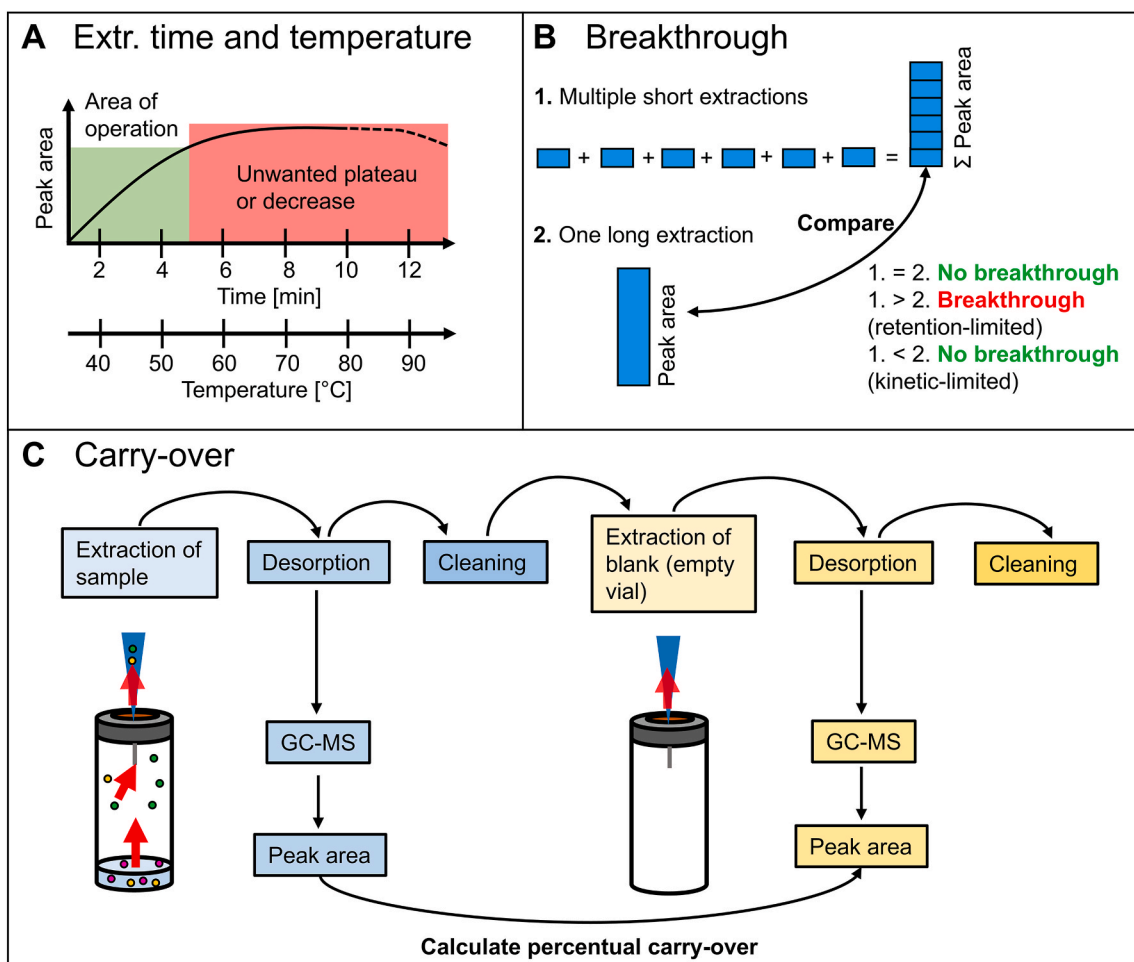 A Extr. time and temperature
Area of
operation
Peak area
Unwanted plateau
or decrease
2 4 6 8 10 12
Time [min]
40 50 60 70 80 90
Temperature [°C]
B Breakthrough
1. Multiple short extractions
+ + + + + =
Σ Peak area
Compare
2. One long extraction
Peak area
1. = 2. No breakthrough
1. > 2. Breakthrough
(retention-limited)
1. < 2. No breakthrough
(kinetic-limited)
C Carry-over
Extraction of
sample
Desorption
Cleaning
Extraction of
blank (empty
vial)
Desorption
Cleaning
GC-MS
GC-MS
Peak area
Peak area
Calculate percentual carry-over